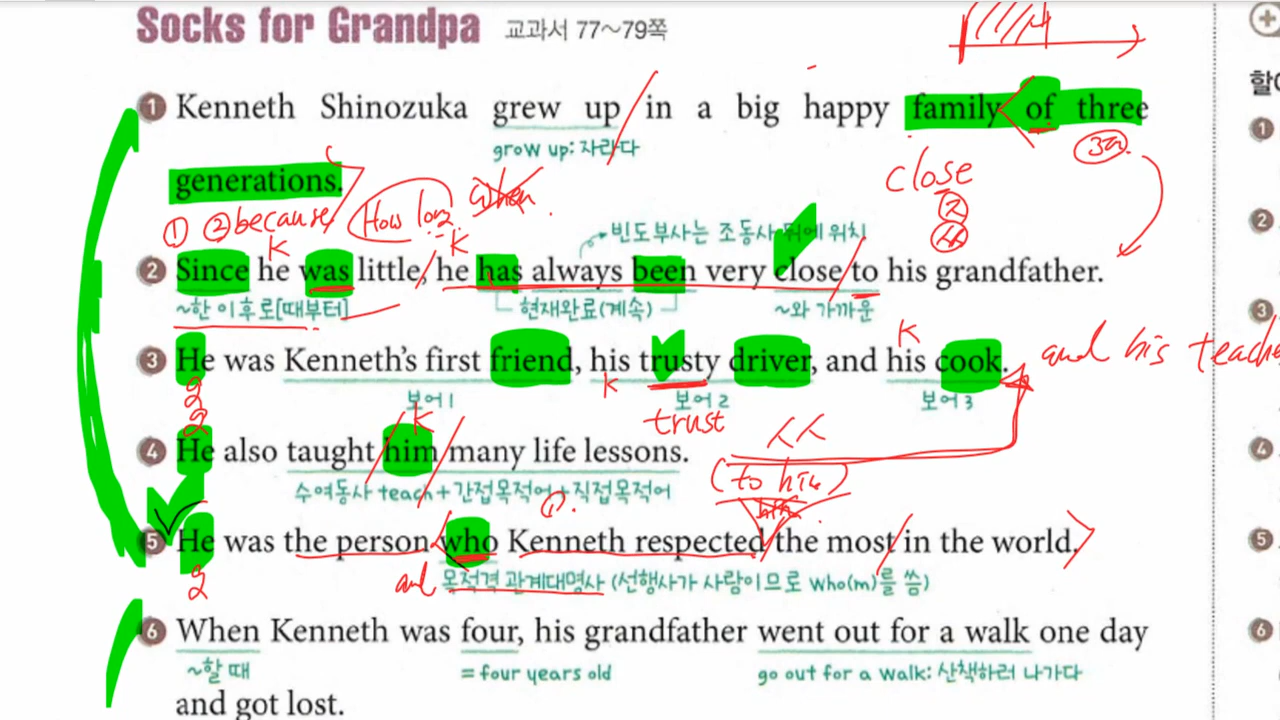 Socks for Grandpa 교과서 77~79쪽
할
1 Kenneth Shinozuka grew up in a big happy family of three
grow up: 자라다
close
generations.
① ② because How long when
빈도부사는 조동사 뒤에 위치
K K
2 Since he was little, he has always been very close to his grandfather.
~한 이후로[때부터] 현재완료(계속) ~와 가까운
K
3 He was Kenneth's first friend, his trusty driver, and his cook. and his teache
K
보어1 보어2 보어3
K trust
4 He also taught him many life lessons.
(to him)
수여동사 teach+간접목적어+직접목적어
5 He was the person who Kenneth respected the most in the world.
and 목적격 관계대명사 (선행사가 사람이므로 who(m)를 씀)
6 When Kenneth was four, his grandfather went out for a walk one day
~할 때 = four years old go out for a walk: 산책하러 나가다
and got lost.